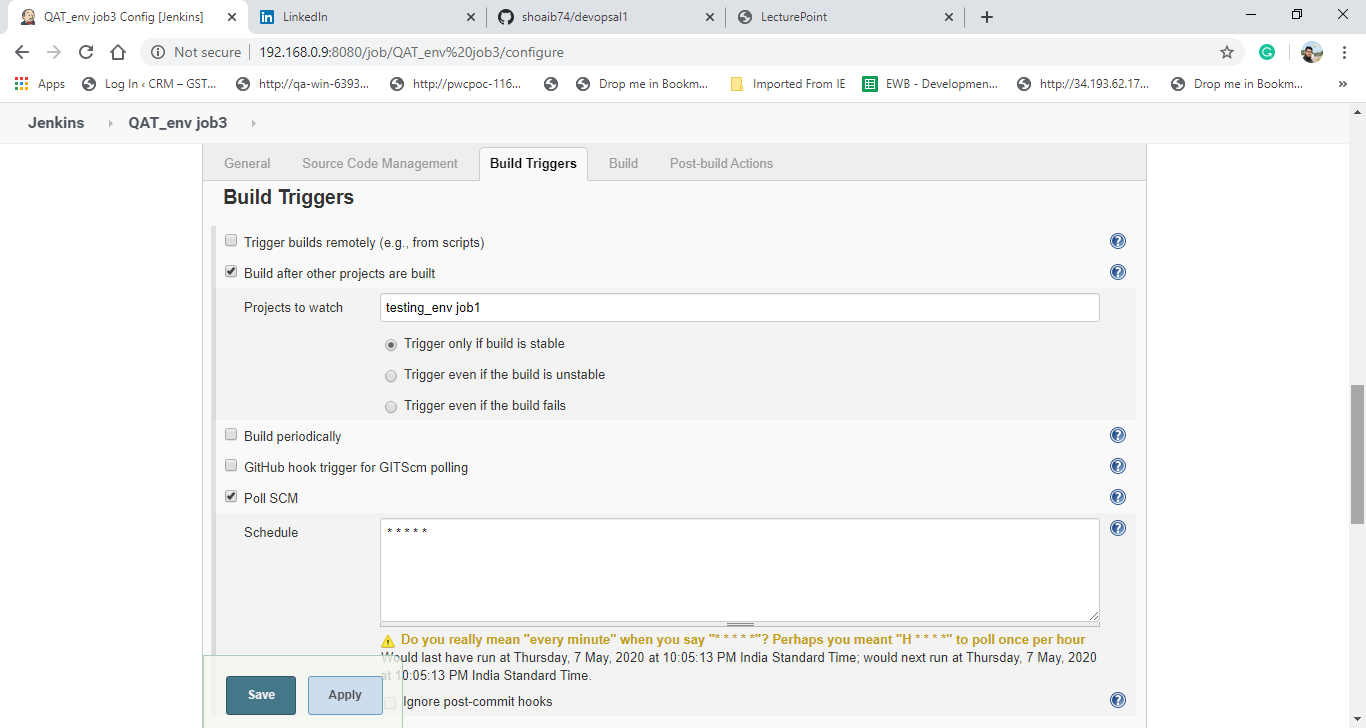 QAT_env job3 Config [Jenkins]
LinkedIn
shoaib74/devopsal1
LecturePoint
Not secure | 192.168.0.9:8080/job/QAT_env%20job3/configure
Apps
Log In ‹ CRM – GST...
http://qa-win-6393...
http://pwcpoc-116...
Drop me in Bookm...
Imported From IE
EWB - Developmen...
http://34.193.62.17...
Drop me in Bookm...
»
Jenkins
QAT_env job3
General
Source Code Management
Build Triggers
Build
Post-build Actions
Build Triggers
Trigger builds remotely (e.g., from scripts)
Build after other projects are built
Projects to watch
testing_env job1
Trigger only if build is stable
Trigger even if the build is unstable
Trigger even if the build fails
Build periodically
GitHub hook trigger for GITScm polling
Poll SCM
Schedule
* * * * *
Do you really mean "every minute" when you say "* * * * *"? Perhaps you meant "H * * * *" to poll once per hour
Would last have run at Thursday, 7 May, 2020 at 10:05:13 PM India Standard Time; would next run at Thursday, 7 May, 2020
at 10:05:13 PM India Standard Time.
Ignore post-commit hooks
Save
Apply